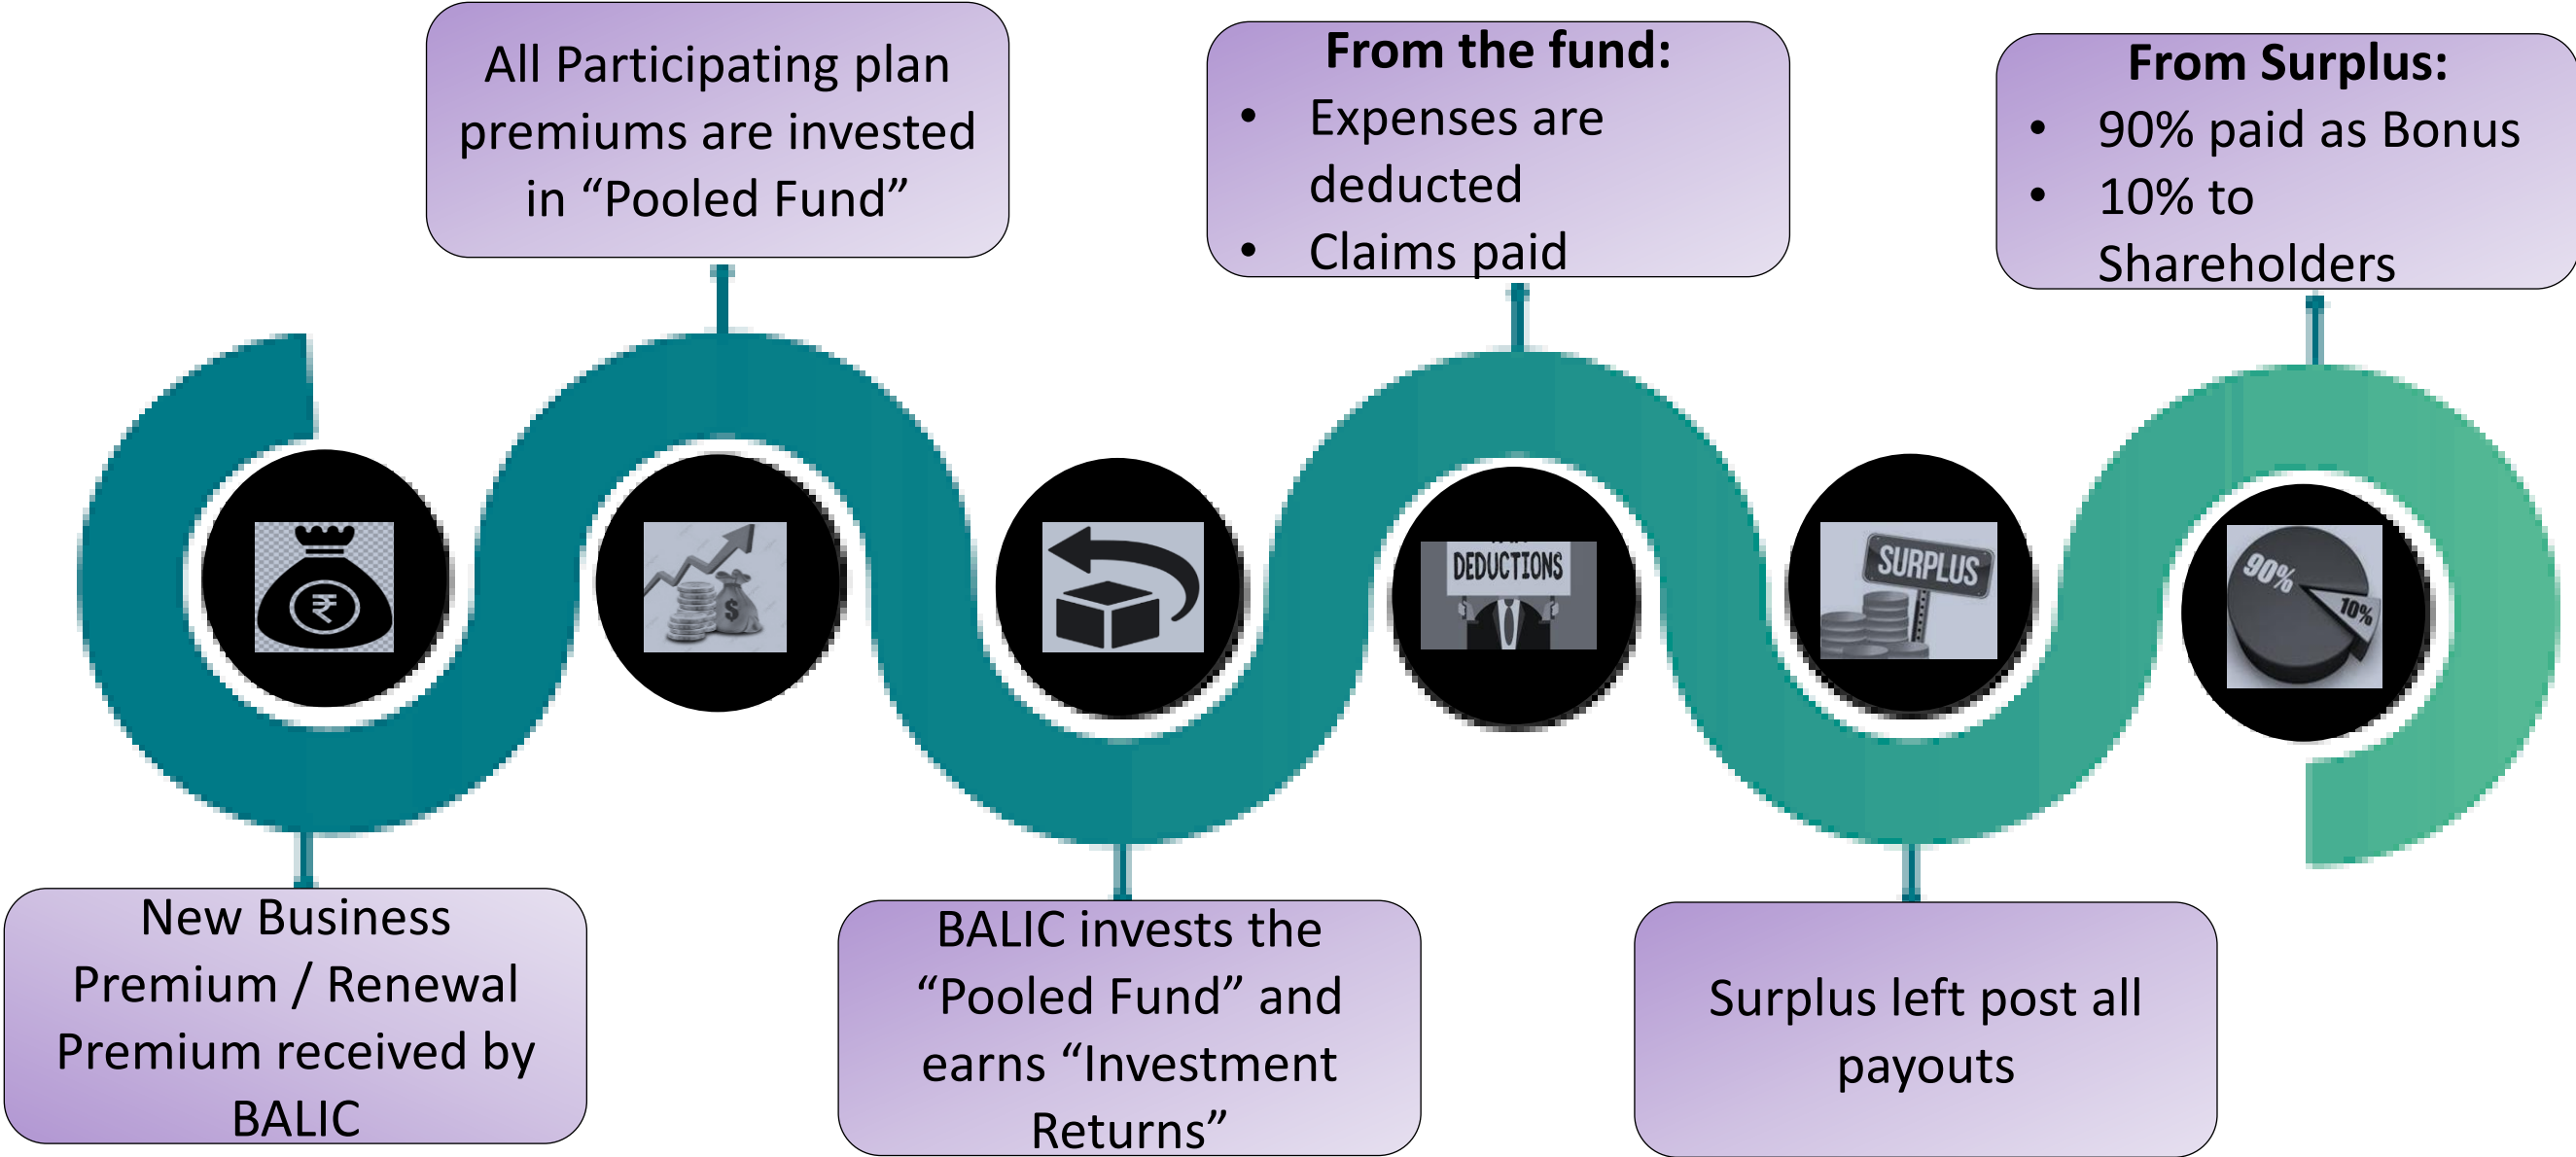 All Participating plan
premiums are invested
in “Pooled Fund”
From the fund:
• Expenses are
deducted
• Claims paid
From Surplus:
• 90% paid as Bonus
• 10% to
Shareholders
₹
$
DEDUCTIONS
SURPLUS
90%
10%
New Business
Premium / Renewal
Premium received by
BALIC
BALIC invests the
“Pooled Fund” and
earns “Investment
Returns”
Surplus left post all
payouts